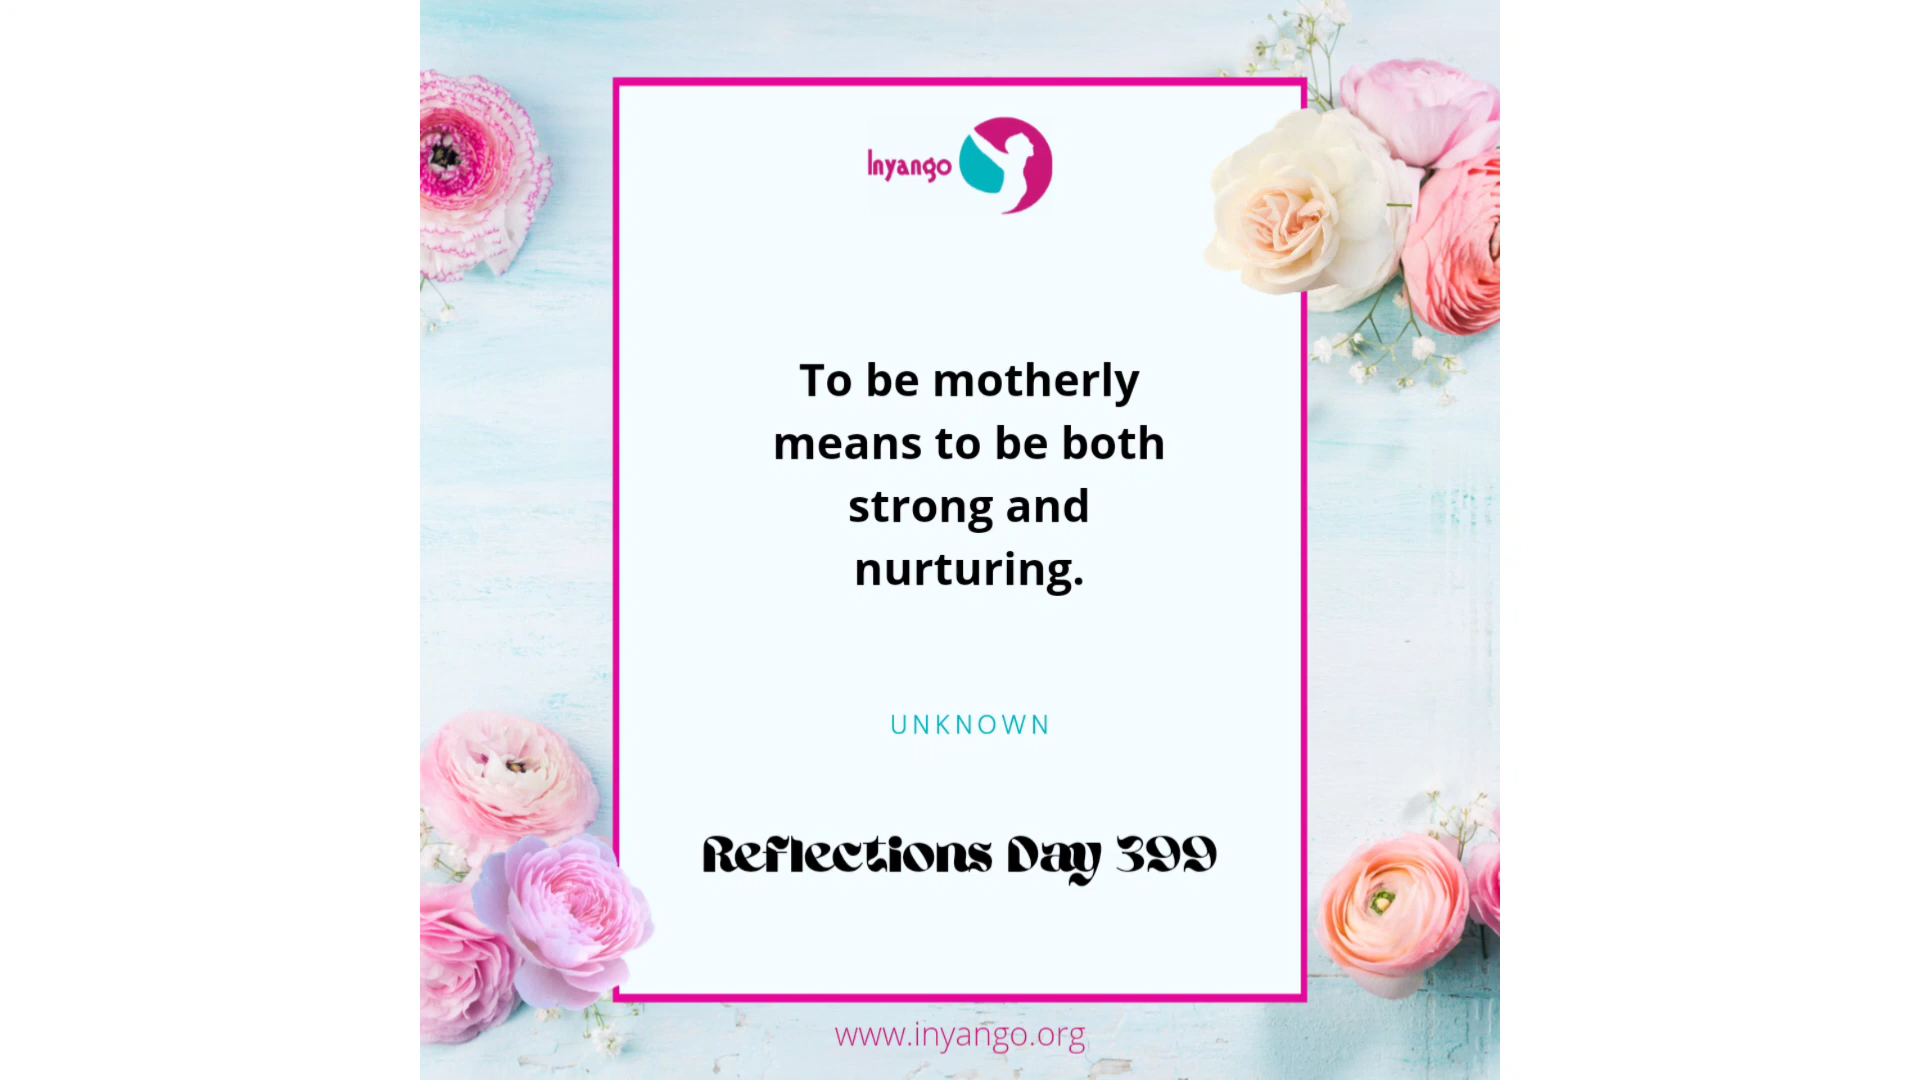 Inyango
To be motherly
means to be both
strong and
nurturing.
UNKNOWN
Reflections Day 399
www.inyango.org